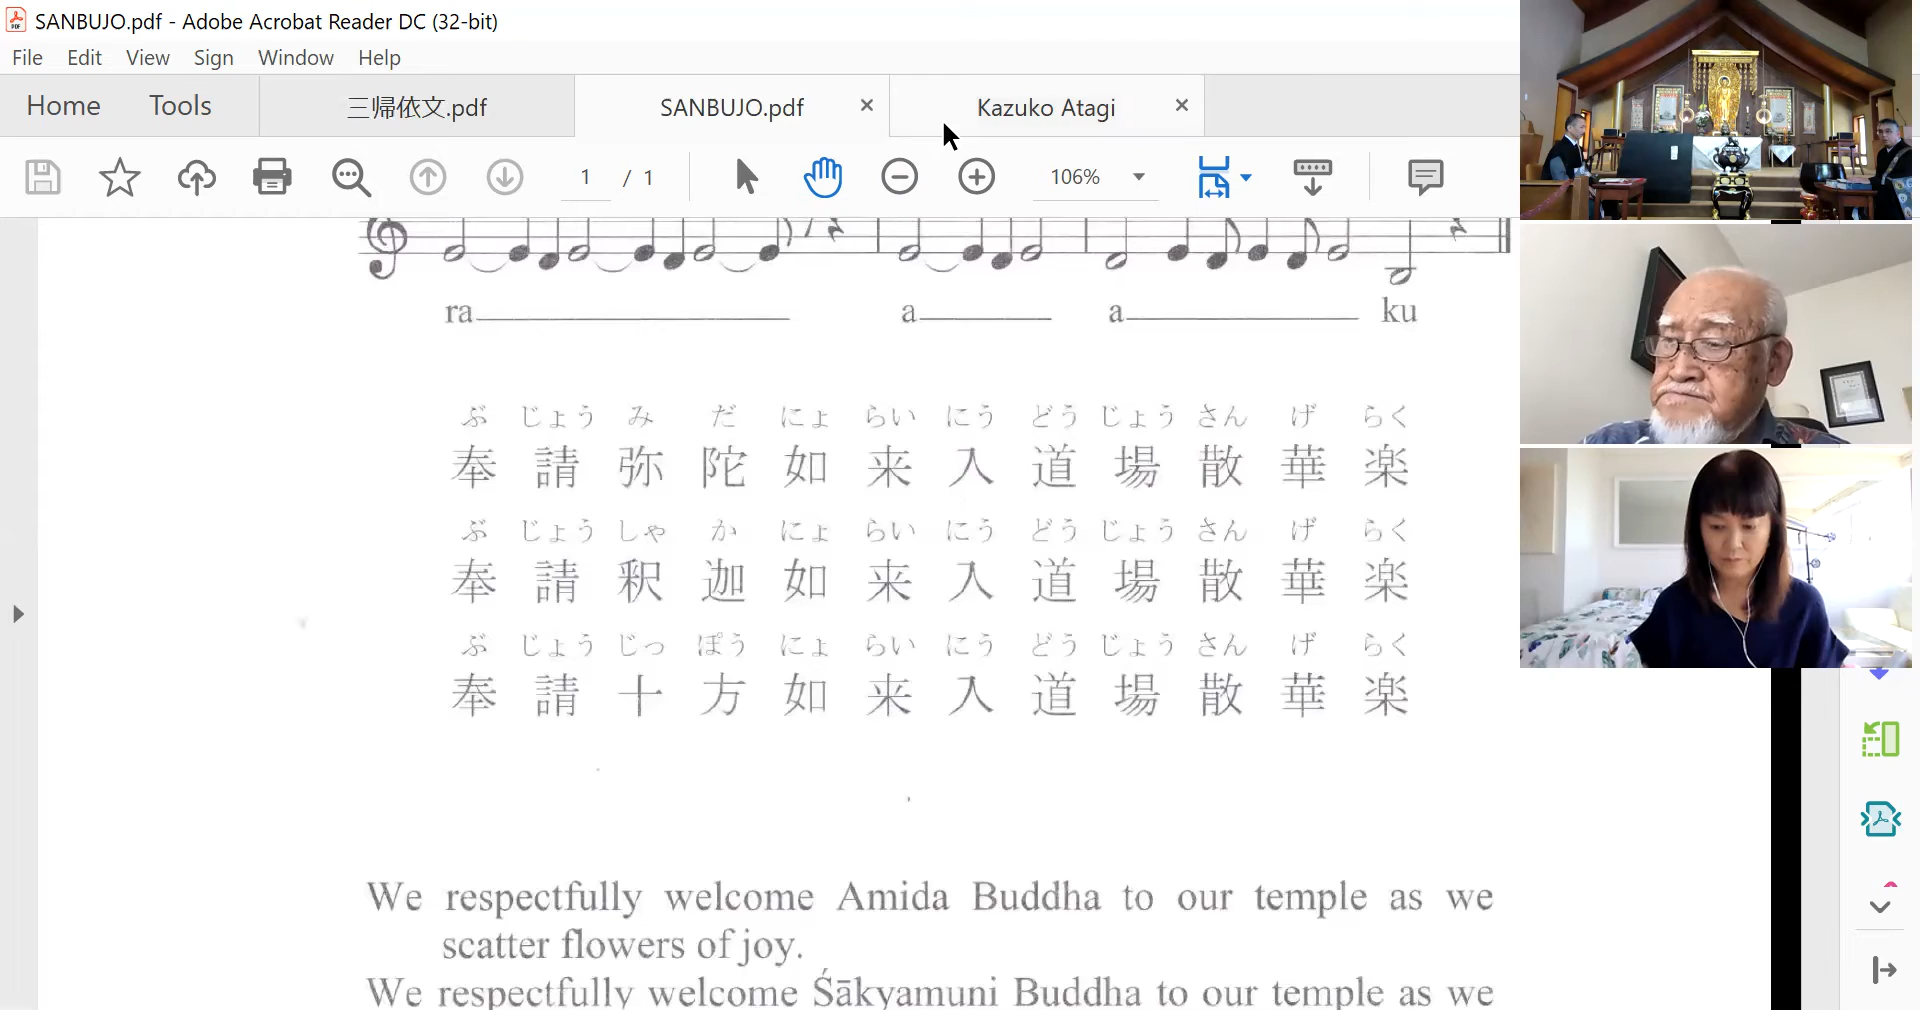 SANBUJO.pdf - Adobe Acrobat Reader DC (32-bit)
File Edit View Sign Window Help
Home Tools 三帰依文.pdf SANBUJO.pdf × Kazuko Atagi ×
1 / 1 106%
ra a a ku
ぶ じょう み だ にょ らい にう どう じょう さん げ らく
奉 請 弥 陀 如 来 入 道 場 散 華 楽
ぶ じょう しゃ か にょ らい にう どう じょう さん げ らく
奉 請 釈 迦 如 来 入 道 場 散 華 楽
ぶ じょう じっ ぽう にょ らい にう どう じょう さん げ らく
奉 請 十 方 如 来 入 道 場 散 華 楽
We respectfully welcome Amida Buddha to our temple as we
scatter flowers of joy.
We respectfully welcome Śākyamuni Buddha to our temple as we